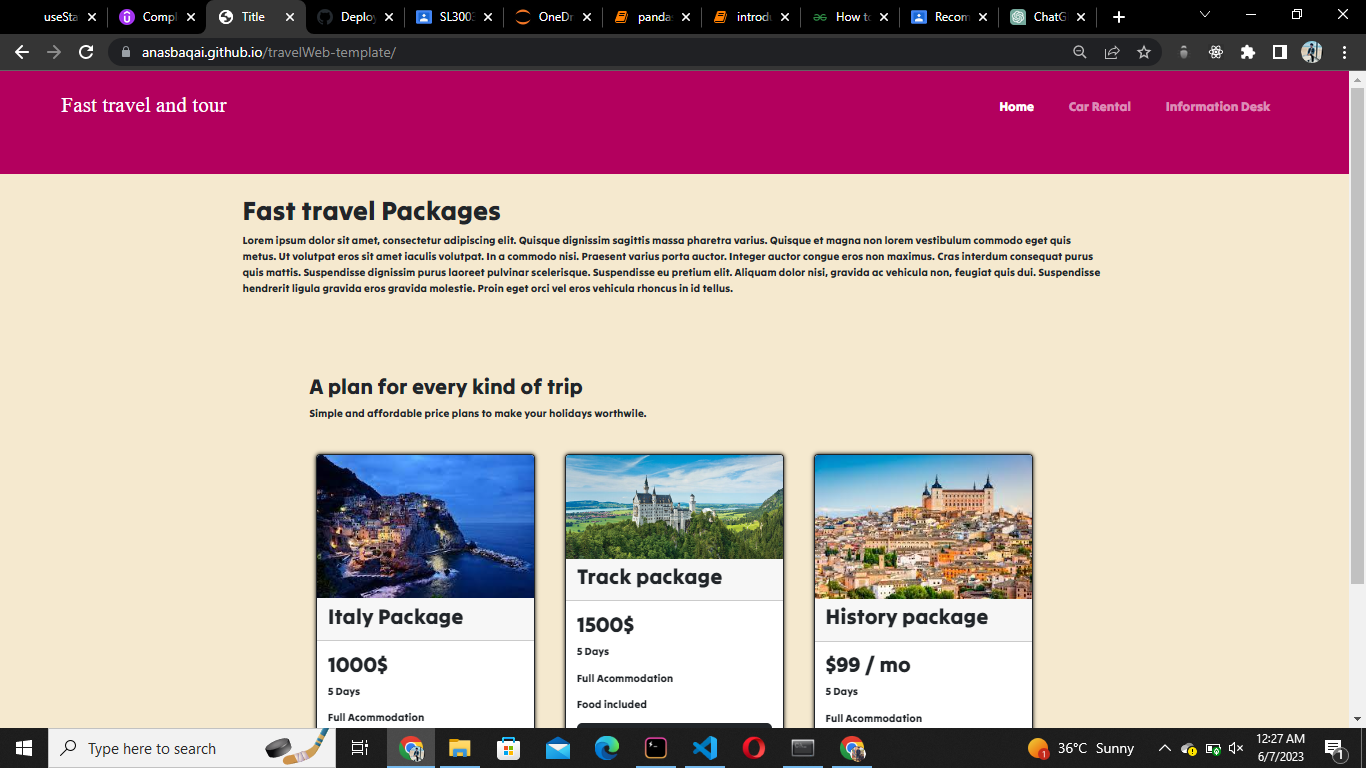 useSta
Compl
Title
Deploy
SL300
OneDr
panda
introdu
How to
Recom
ChatG
anasbaqai.github.io/travelWeb-template/
Fast travel and tour
Home
Car Rental
Information Desk
Fast travel Packages
Lorem ipsum dolor sit amet, consectetur adipiscing elit. Quisque dignissim sagittis massa pharetra varius. Quisque et magna non lorem vestibulum commodo eget quis
metus. Ut volutpat eros sit amet iaculis volutpat. In a commodo nisi. Praesent varius porta auctor. Integer auctor congue eros non maximus. Cras interdum consequat purus
quis mattis. Suspendisse dignissim purus laoreet pulvinar scelerisque. Suspendisse eu pretium elit. Aliquam dolor nisi, gravida ac vehicula non, feugiat quis dui. Suspendisse
hendrerit ligula gravida eros gravida molestie. Proin eget orci vel eros vehicula rhoncus in id tellus.
A plan for every kind of trip
Simple and affordable price plans to make your holidays worthwile.
Italy Package
1000$
5 Days
Full Acommodation
Track package
1500$
5 Days
Full Acommodation
Food included
History package
$99 / mo
5 Days
Full Acommodation
Type here to search
1
36°C Sunny
12:27 AM
6/7/2023
1